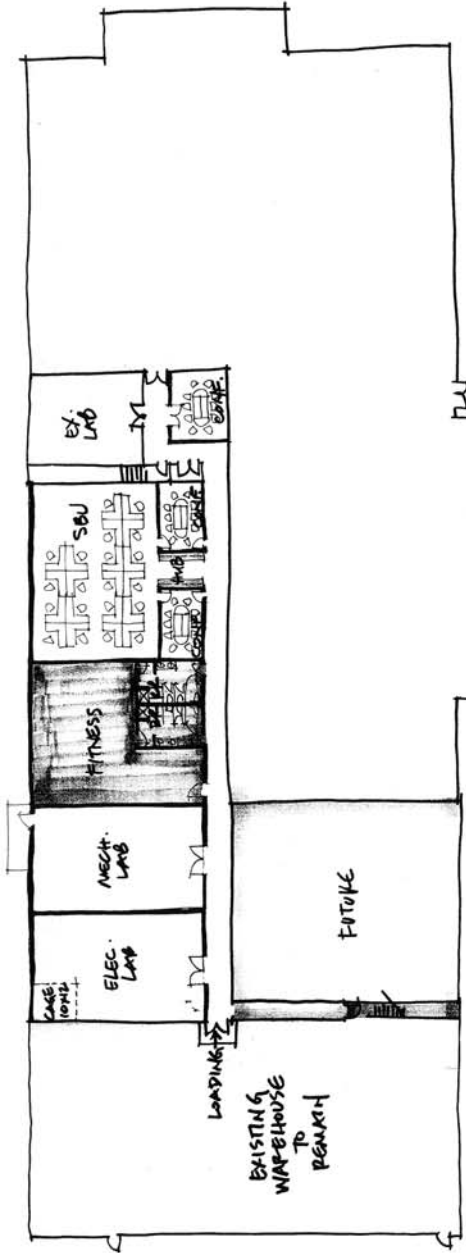 EX.
LAB
CONF.
SBU
CONF
HUB
CONF.
FITNESS
MECH.
LAB
ELEC.
LAB
CAGE
FUTURE
LOADING
EXISTING
WAREHOUSE
TO
REMAIN